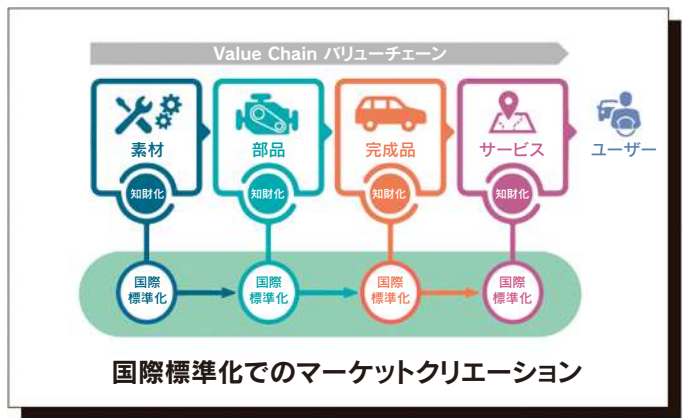 Value Chain バリューチェーン
素材
部品
完成品
サービス
ユーザー
知財化
知財化
知財化
知財化
国際
標準化
国際
標準化
国際
標準化
国際
標準化
国際標準化でのマーケットクリエーション